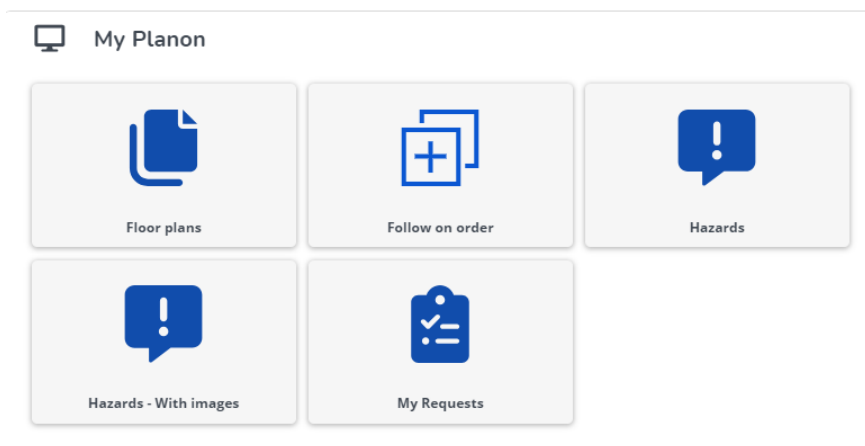 My Planon
Floor plans
Follow on order
Hazards
Hazards - With images
My Requests